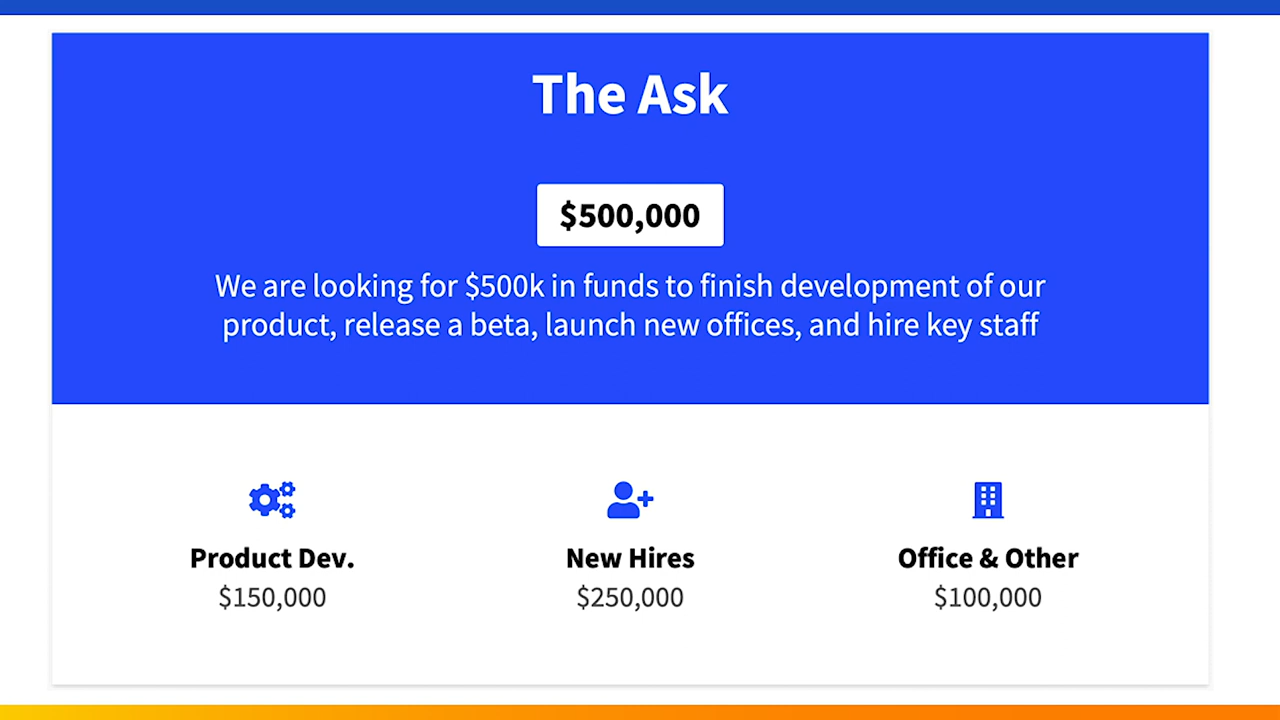 The Ask
$500,000
We are looking for $500k in funds to finish development of our
product, release a beta, launch new offices, and hire key staff
Product Dev.
$150,000
New Hires
$250,000
Office & Other
$100,000